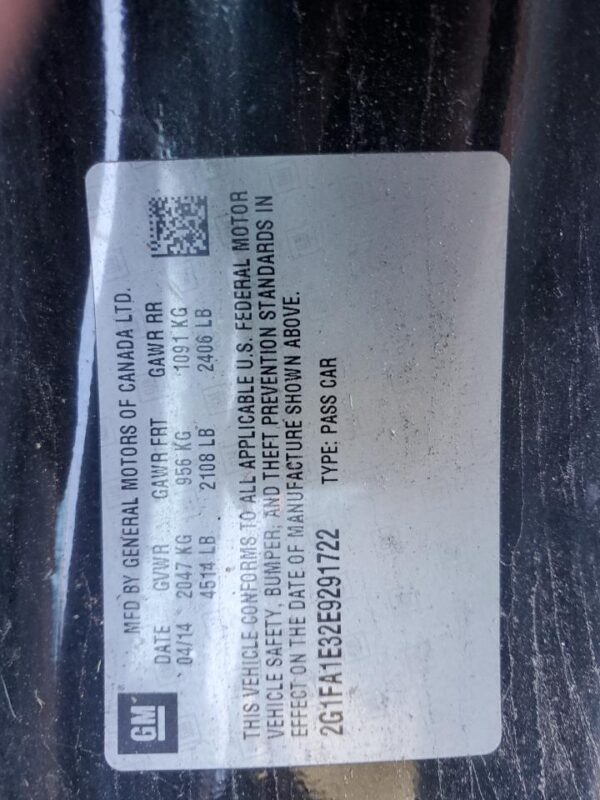 GM
MFD BY GENERAL MOTORS OF CANADA LTD.
DATE GVWR GAWR FRT GAWR RR
04/14 2047 KG 956 KG 1091 KG
4514 LB 2108 LB 2406 LB
THIS VEHICLE CONFORMS TO ALL APPLICABLE U.S. FEDERAL MOTOR
VEHICLE SAFETY, BUMPER, AND THEFT PREVENTION STANDARDS IN
EFFECT ON THE DATE OF MANUFACTURE SHOWN ABOVE.
2G1FA1E32E9291722 TYPE: PASS CAR